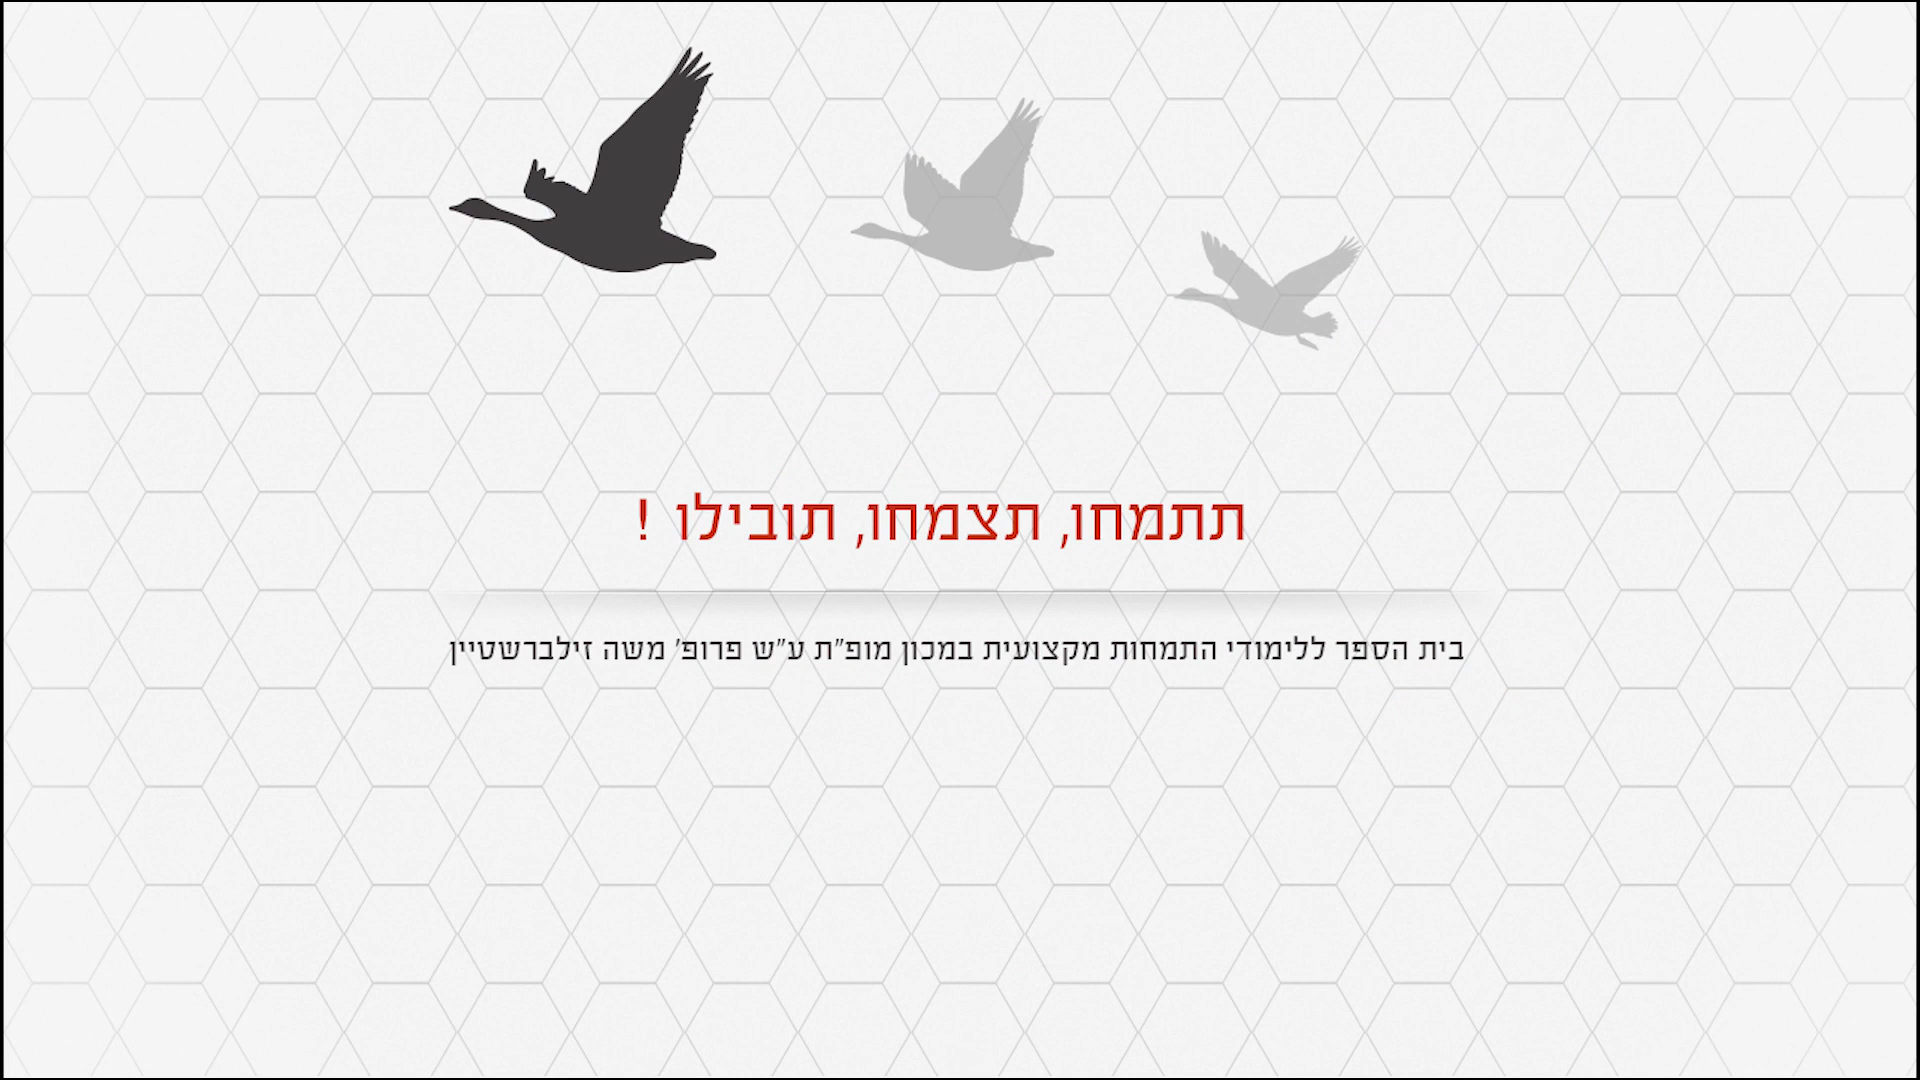 תתמחו, תצמחו, תובילו !
בית הספר ללימודי התמחות מקצועית במכון מופ"ת ע"ש פרופ' משה זילברשטיין